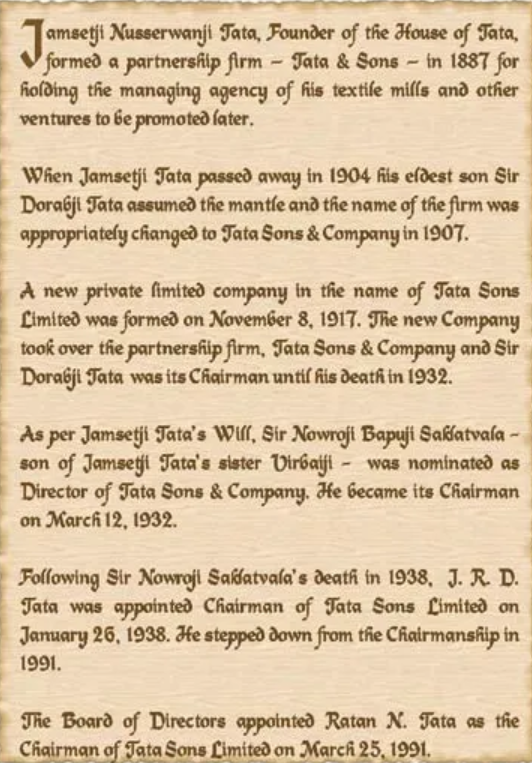 Jamsetji Nusserwanji Tata, Founder of the House of Tata,
formed a partnership firm – Tata & Sons – in 1887 for
holding the managing agency of his textile mills and other
ventures to be promoted later.
When Jamsetji Tata passed away in 1904 his eldest son Sir
Dorabji Tata assumed the mantle and the name of the firm was
appropriately changed to Tata Sons & Company in 1907.
A new private limited company in the name of Tata Sons
Limited was formed on November 8, 1917. The new Company
took over the partnership firm, Tata Sons & Company and Sir
Dorabji Tata was its Chairman until his death in 1932.
As per Jamsetji Tata's Will, Sir Nowroji Bapuji Saklatvala –
son of Jamsetji Tata's sister Virbaiji – was nominated as
Director of Tata Sons & Company. He became its Chairman
on March 12, 1932.
Following Sir Nowroji Saklatvala's death in 1938, J. R. D.
Tata was appointed Chairman of Tata Sons Limited on
January 26, 1938. He stepped down from the Chairmanship in
1991.
The Board of Directors appointed Ratan N. Tata as the
Chairman of Tata Sons Limited on March 25, 1991.